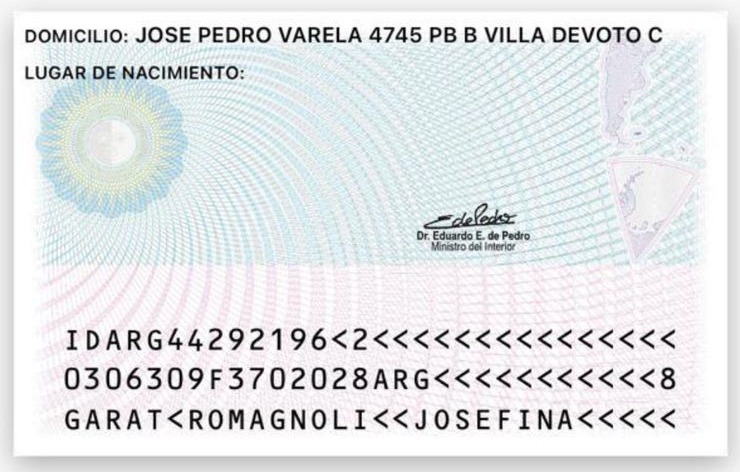 DOMICILIO: JOSE PEDRO VARELA 4745 PB B VILLA DEVOTO C
LUGAR DE NACIMIENTO:
Dr. Eduardo E. de Pedro
Ministro del Interior
IDARG44292196<2<<<<<<<<<<<<<<<
0306309F3702028ARG<<<<<<<<<<<8
GARAT<ROMAGNOLI<<JOSEFINA<<<<<